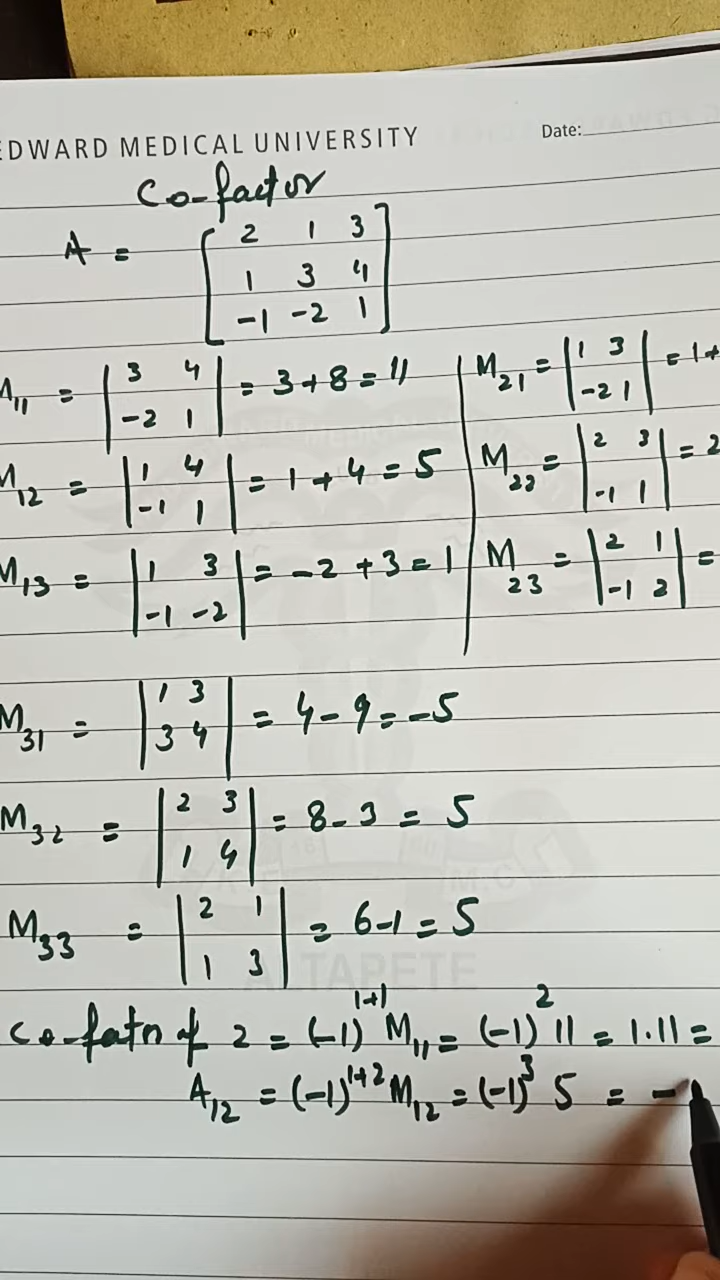 EDWARD MEDICAL UNIVERSITY Date:
Co-factor
A = [2 1 3
1 3 4
-1 -2 1]
M11 = |3 4
-2 1| = 3+8=11
M12 = |1 4
-1 1| = 1+4=5
M13 = |1 3
-1 -2| = -2+3=1
M21 = |1 3
-2 1| = 1+
M22 = |2 3
-1 1| = 2
M23 = |2 1
-1 2| =
M31 = |1 3
3 4| = 4-9=-5
M32 = |2 3
1 4| = 8-3 = 5
M33 = |2 1
1 3| = 6-1=5
Co-fatn of 2 = (-1)^1+1 M11 = (-1)^2 11 = 1.11 =
A12 = (-1)^1+2 M12 = (-1)^3 5 = -
ALTAPETE